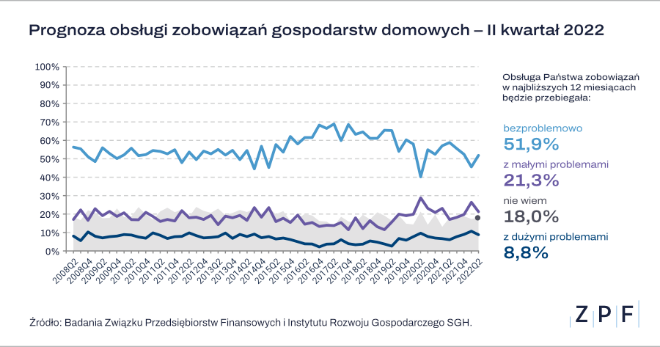 Prognoza obsługi zobowiązań gospodarstw domowych – II kwartał 2022
100%
90%
80%
70%
60%
50%
40%
30%
20%
10%
0%
2008Q2
2008Q4
2009Q2
2009Q4
2010Q2
2010Q4
2011Q2
2011Q4
2012Q2
2012Q4
2013Q2
2013Q4
2014Q2
2014Q4
2015Q2
2015Q4
2016Q2
2016Q4
2017Q2
2017Q4
2018Q2
2018Q4
2019Q2
2019Q4
2020Q2
2020Q4
2021Q2
2021Q4
2022Q2
Obsługa Państwa zobowiązań
w najbliższych 12 miesiącach
będzie przebiegała:
bezproblemowo
51,9%
z małymi problemami
21,3%
nie wiem
18,0%
z dużymi problemami
8,8%
Źródło: Badania Związku Przedsiębiorstw Finansowych i Instytutu Rozwoju Gospodarczego SGH.
ZPF